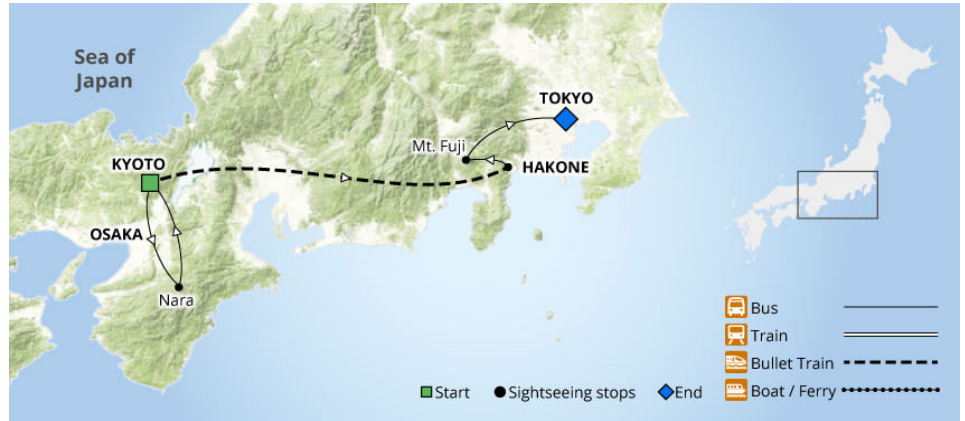 Sea of
Japan
TOKYO
Mt. Fuji
HAKONE
KYOTO
OSAKA
Nara
Bus
Train
Bullet Train
Boat / Ferry
Start
Sightseeing stops
End